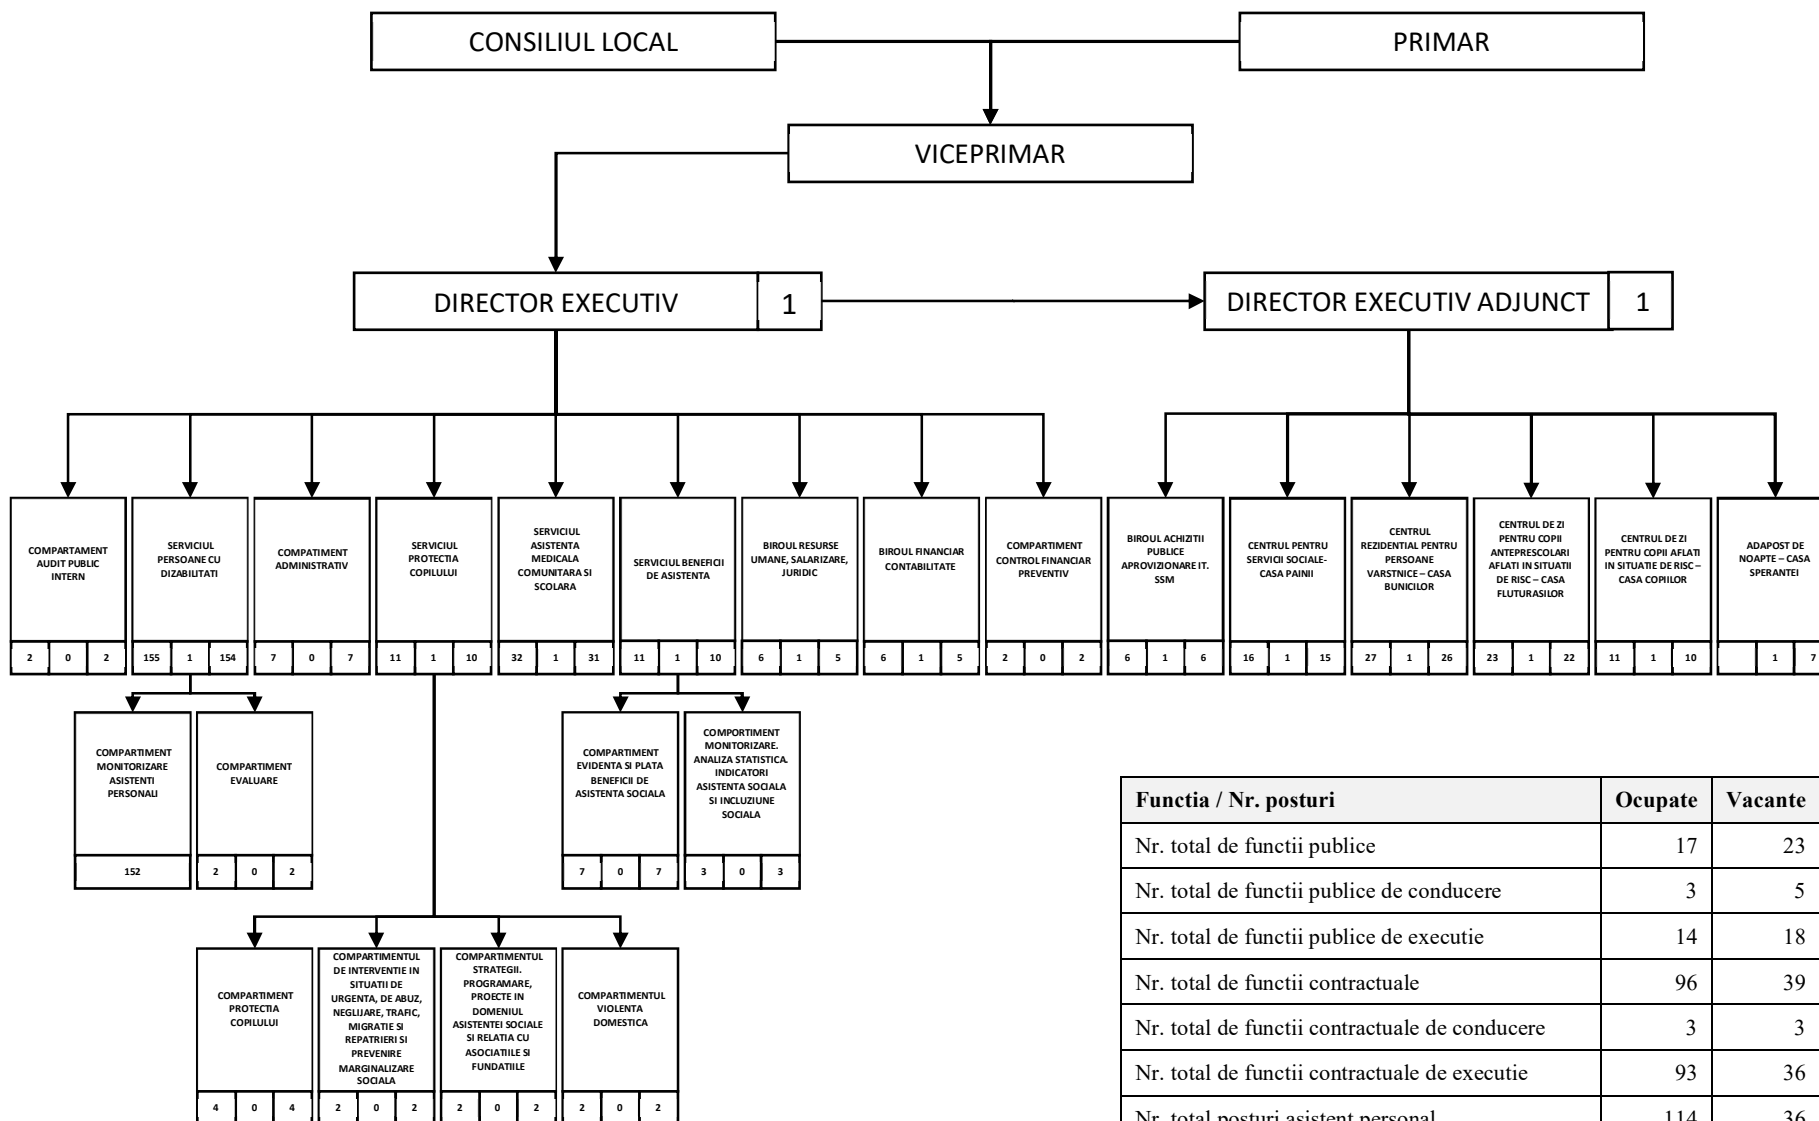 CONSILIUL LOCAL
PRIMAR
VICEPRIMAR
DIRECTOR EXECUTIV 1
DIRECTOR EXECUTIV ADJUNCT 1
COMPARTAMENT
AUDIT PUBLIC
INTERN
2 0 2
SERVICIUL
PERSOANE CU
DIZABILITATI
155 1 154
COMPATIMENT
ADMINISTRATIV
7 0 7
SERVICIUL
PROTECTIA
COPILULUI
11 1 10
SERVICIUL
ASISTENTA
MEDICALA
COMUNITARA SI
SCOLARA
32 1 31
SERVICIUL BENEFICII
DE ASISTENTA
11 1 10
BIROUL RESURSE
UMANE, SALARIZARE,
JURIDIC
6 1 5
BIROUL FINANCIAR
CONTABILITATE
6 1 5
COMPARTIMENT
CONTROL FINANCIAR
PREVENTIV
2 0 2
BIROUL ACHIZITII
PUBLICE
APROVIZIONARE IT.
SSM
6 1 6
CENTRUL PENTRU
SERVICII SOCIALE-
CASA PAINII
16 1 15
CENTRUL
REZIDENTIAL PENTRU
PERSOANE
VARSTNICE – CASA
BUNICILOR
27 1 26
CENTRUL DE ZI
PENTRU COPII
ANTEPRESCOLARI
AFLATI IN SITUATII
DE RISC – CASA
FLUTURASILOR
23 1 22
CENTRUL DE ZI
PENTRU COPII AFLATI
IN SITUATIE DE RISC –
CASA COPIILOR
11 1 10
ADAPOST DE
NOAPTE – CASA
SPERANTEI
1 7
COMPARTIMENT
MONITORIZARE
ASISTENTI
PERSONALI
152
COMPARTIMENT
EVALUARE
2 0 2
COMPARTIMENT
EVIDENTA SI PLATA
BENEFICII DE
ASISTENTA SOCIALA
7 0 7
COMPORTIMENT
MONITORIZARE.
ANALIZA STATISTICA.
INDICATORI
ASISTENTA SOCIALA
SI INCLUZIUNE
SOCIALA
3 0 3
COMPARTIMENT
PROTECTIA
COPILULUI
4 0 4
COMPARTIMENTUL
DE INTERVENTIE IN
SITUATII DE
URGENTA, DE ABUZ,
NEGLIJARE, TRAFIC,
MIGRATIE SI
REPATRIERI SI
PREVENIRE
MARGINALIZARE
SOCIALA
2 0 2
COMPARTIMENTUL
STRATEGII.
PROGRAMARE,
PROECTE IN
DOMENIUL
ASISTENTEI SOCIALE
SI RELATIA CU
ASOCIATIILE SI
FUNDATIILE
2 0 2
COMPARTIMENTUL
VIOLENTA
DOMESTICA
2 0 2
Functia / Nr. posturi Ocupate Vacante
Nr. total de functii publice 17 23
Nr. total de functii publice de conducere 3 5
Nr. total de functii publice de executie 14 18
Nr. total de functii contractuale 96 39
Nr. total de functii contractuale de conducere 3 3
Nr. total de functii contractuale de executie 93 36
Nr. total posturi asistent personal 114 36